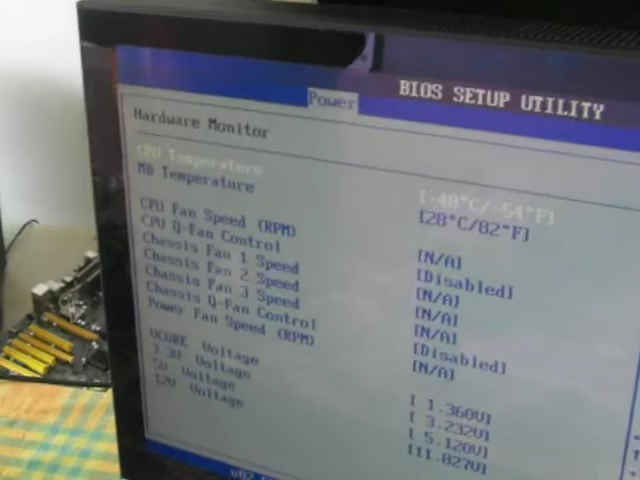 BIOS SETUP UTILITY
Power
Hardware Monitor
CPU Temperature [-48°C/-54°F]
MB Temperature [28°C/82°F]
CPU Fan Speed (RPM) [N/A]
CPU Q-Fan Control [Disabled]
Chassis Fan 1 Speed [N/A]
Chassis Fan 2 Speed [N/A]
Chassis Fan 3 Speed [N/A]
Chassis Q-Fan Control [Disabled]
Power Fan Speed (RPM) [N/A]
VCORE Voltage [ 1.360V]
3.3V Voltage [ 3.232V]
5V Voltage [ 5.120V]
12V Voltage [11.827V]